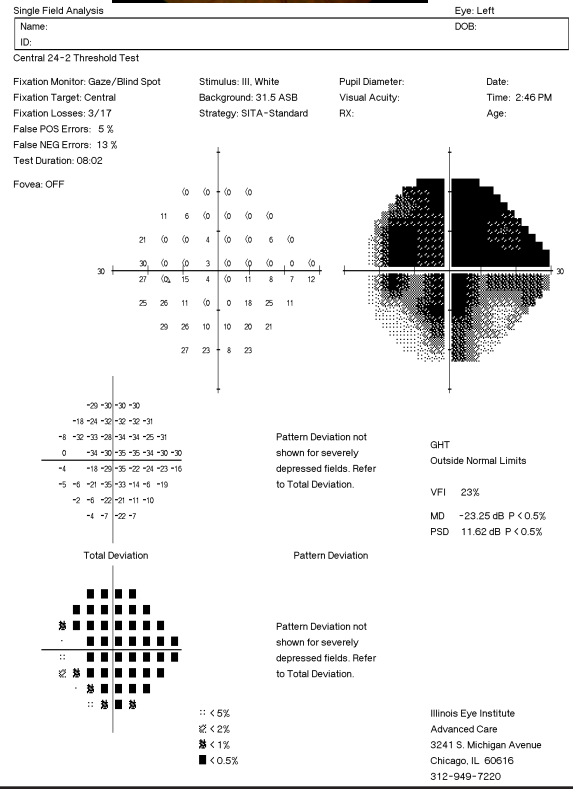 Single Field Analysis Eye: Left
Name: DOB:
ID:
Central 24-2 Threshold Test
Fixation Monitor: Gaze/Blind Spot Stimulus: III, White Pupil Diameter: Date:
Fixation Target: Central Background: 31.5 ASB Visual Acuity: Time: 2:46 PM
Fixation Losses: 3/17 Strategy: SITA-Standard RX: Age:
False POS Errors: 5 %
False NEG Errors: 13 %
Test Duration: 08:02
Fovea: OFF
<0 <0 <0 <0
11 6 <0 <0 <0 <0
21 <0 <0 4 <0 <0 6 <0
30 <0 <0 3 <0 <0 <0 0 <0
30 30
27 <0 15 4 <0 11 8 7 12
25 26 11 <0 0 18 25 11
29 26 10 10 20 21
27 23 8 23
-29 -30 -30 -30
-18 -24 -32 -32 -32 -31
-8 -32 -33 -28 -34 -34 -25 -31
0 -34 -30 -35 -35 -34 -30 -30
-4 -18 -29 -35 -22 -24 -23 -16
-5 -6 -21 -35 -31 -14 -6 -19
-2 -6 -22 -21 -11 -10
-4 -7 -22 -7
Pattern Deviation not
shown for severely
depressed fields. Refer
to Total Deviation.
GHT
Outside Normal Limits
VFI 23%
MD -23.25 dB P < 0.5%
PSD 11.62 dB P < 0.5%
Total Deviation Pattern Deviation
Pattern Deviation not
shown for severely
depressed fields. Refer
to Total Deviation.
< 5%
< 2%
< 1%
< 0.5%
Illinois Eye Institute
Advanced Care
3241 S. Michigan Avenue
Chicago, IL 60616
312-949-7220